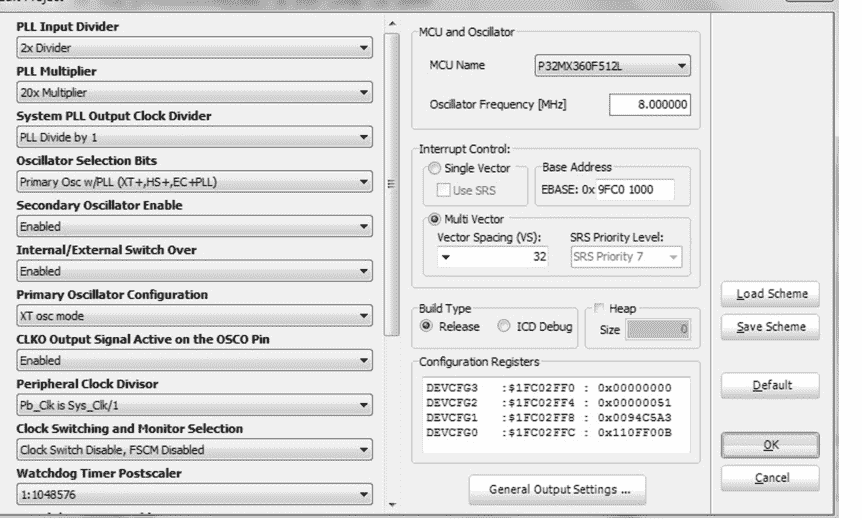 PLL Input Divider
2x Divider
PLL Multiplier
20x Multiplier
System PLL Output Clock Divider
PLL Divide by 1
Oscillator Selection Bits
Primary Osc w/PLL (XT+,HS+,EC+PLL)
Secondary Oscillator Enable
Enabled
Internal/External Switch Over
Enabled
Primary Oscillator Configuration
XT osc mode
CLKO Output Signal Active on the OSCO Pin
Enabled
Peripheral Clock Divisor
Pb_Clk is Sys_Clk/1
Clock Switching and Monitor Selection
Clock Switch Disable, FSCM Disabled
Watchdog Timer Postscaler
1:1048576
MCU and Oscillator
MCU Name P32MX360F512L
Oscillator Frequency [MHz] 8.000000
Interrupt Control:
Single Vector
Use SRS
Base Address
EBASE: 0x 9FC0 1000
Multi Vector
Vector Spacing (VS): SRS Priority Level:
32 SRS Priority 7
Build Type
Release ICD Debug
Heap
Size 0
Configuration Registers
DEVCFG3 :$1FC02FF0 : 0x00000000
DEVCFG2 :$1FC02FF4 : 0x00000051
DEVCFG1 :$1FC02FF8 : 0x0094C5A3
DEVCFG0 :$1FC02FFC : 0x110FF00B
General Output Settings ...
Load Scheme
Save Scheme
Default
OK
Cancel